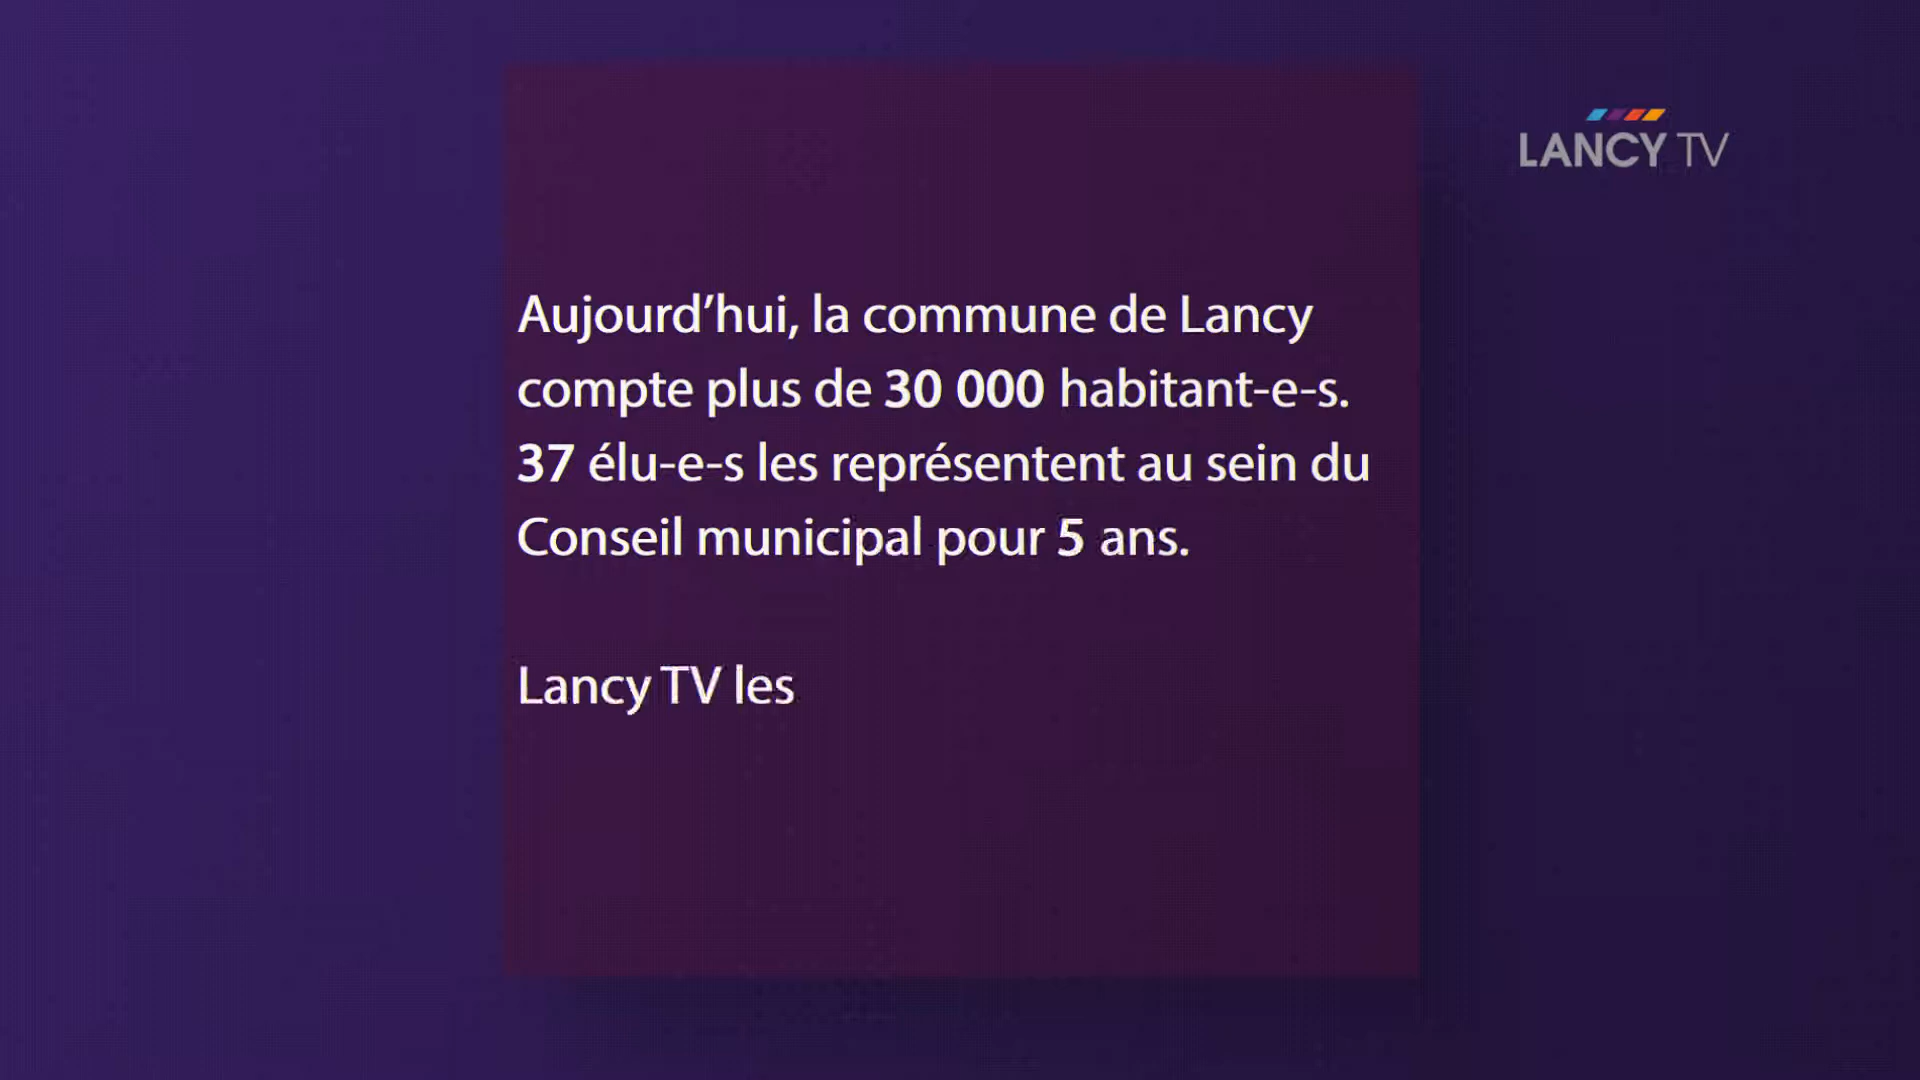 LANCY TV
Aujourd’hui, la commune de Lancy
compte plus de 30 000 habitant-e-s.
37 élu-e-s les représentent au sein du
Conseil municipal pour 5 ans.
Lancy TV les